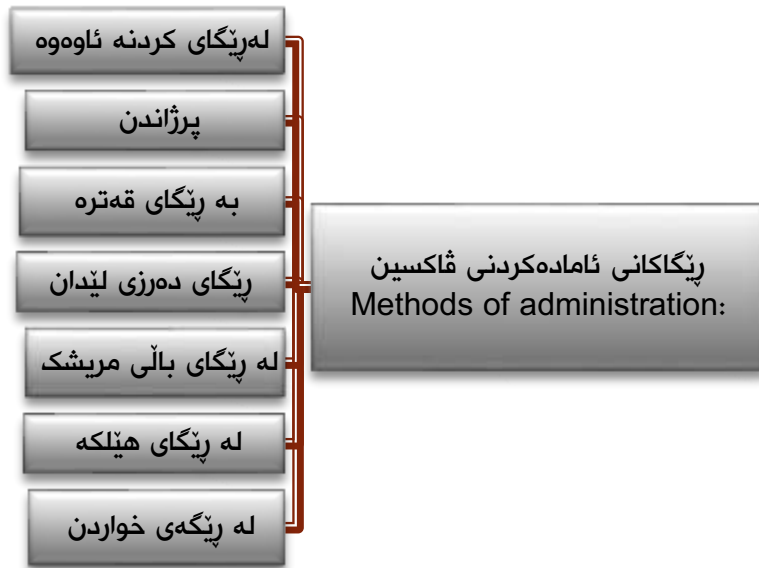 ڕێگاکانی ئامادەکردنی ڤاکسین
Methods of administration:
لەڕێگای کردنە ئاوەوە
پرژاندن
بە ڕێگای قەترە
ڕێگای دەرزی لێدان
لە ڕێگای باڵی مریشک
لە ڕێگای هێلکە
لە ڕێگەی خواردن